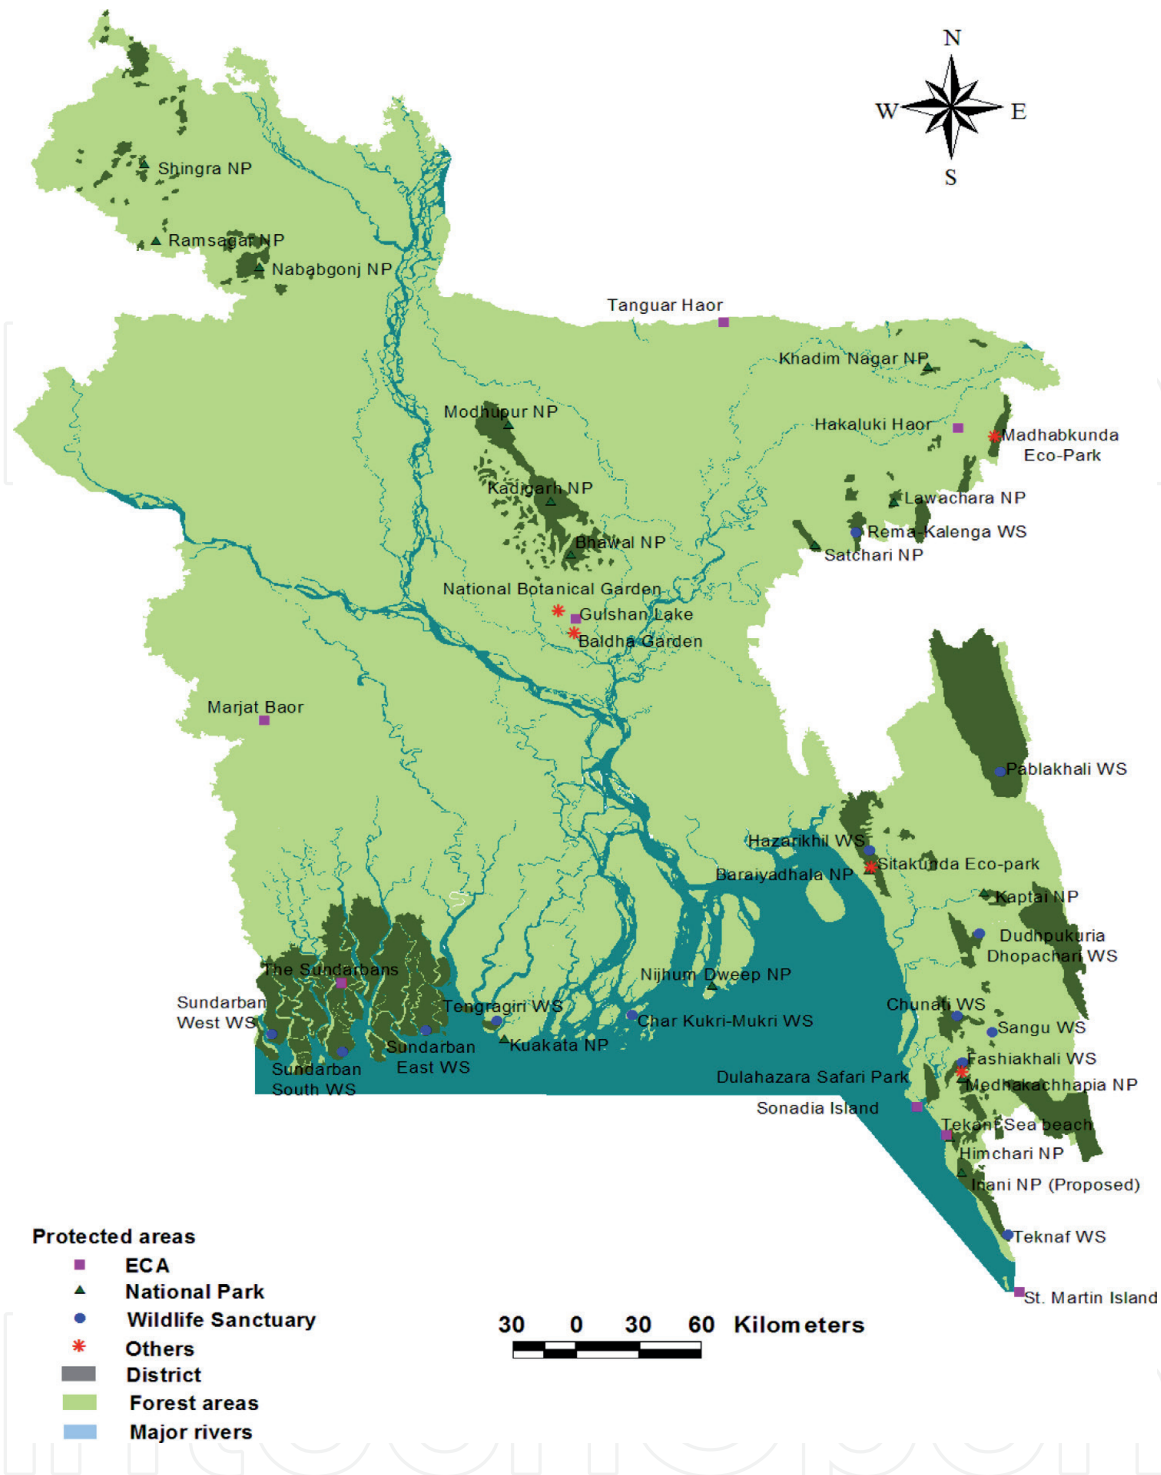 N
W E
S
Shingra NP
Ramsagar NP
Nababgonj NP
Tanguar Haor
Khadim Nagar NP
Modhupur NP
Hakaluki Haor
Madhabkunda
Eco-Park
Kadigarh NP
Lawachara NP
Rema-Kalenga WS
Bhawal NP
Satchari NP
National Botanical Garden
Gulshan Lake
Baldha Garden
Marjat Baor
Pablakhali WS
Hazarikhil WS
Sitakunda Eco-park
Baraiyadhala NP
Kaptai NP
Dudhpukuria
Dhopachari WS
The Sundarbans
Nijhum Dweep NP
Sundarban
West WS
Tengragiri WS
Chunati WS
Char Kukri-Mukri WS
Sangu WS
Kuakata NP
Sundarban
East WS
Fashiakhali WS
Sundarban
South WS
Dulahazara Safari Park
Medhakachhapia NP
Sonadia Island
Tekanf Sea beach
Himchari NP
Inani NP (Proposed)
Teknaf WS
St. Martin Island
Protected areas
ECA
National Park
Wildlife Sanctuary
Others
District
Forest areas
Major rivers
30 0 30 60 Kilometers